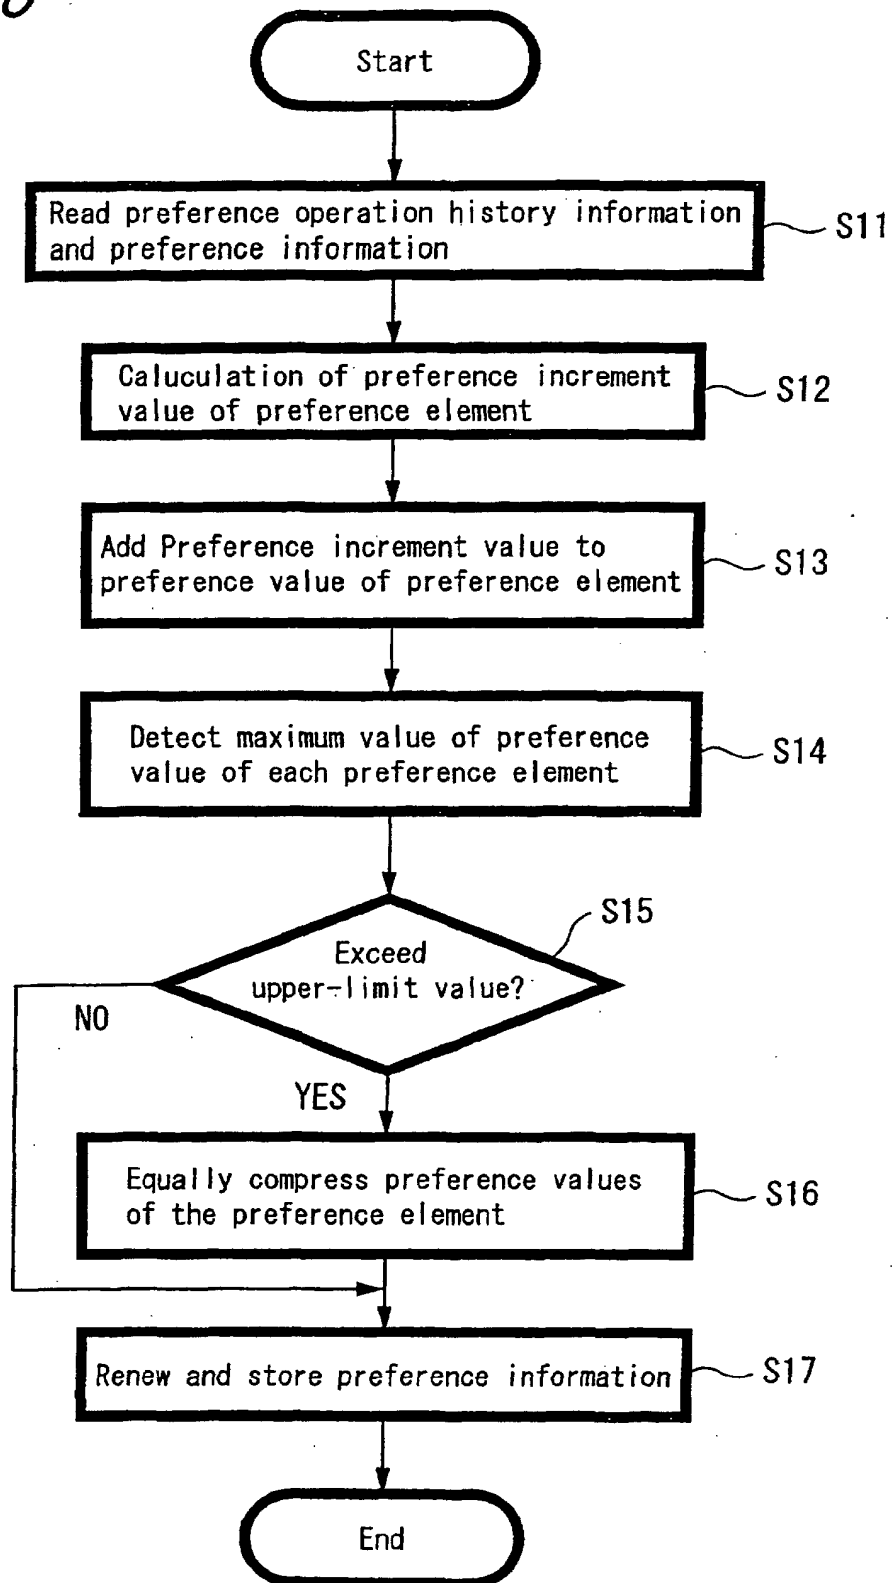 Start
Read preference operation history information
and preference information
S11
Caluculation of preference increment
value of preference element
S12
Add Preference increment value to
preference value of preference element
S13
Detect maximum value of preference
value of each preference element
S14
S15
Exceed
upper-limit value?
NO
YES
Equally compress preference values
of the preference element
S16
Renew and store preference information
S17
End